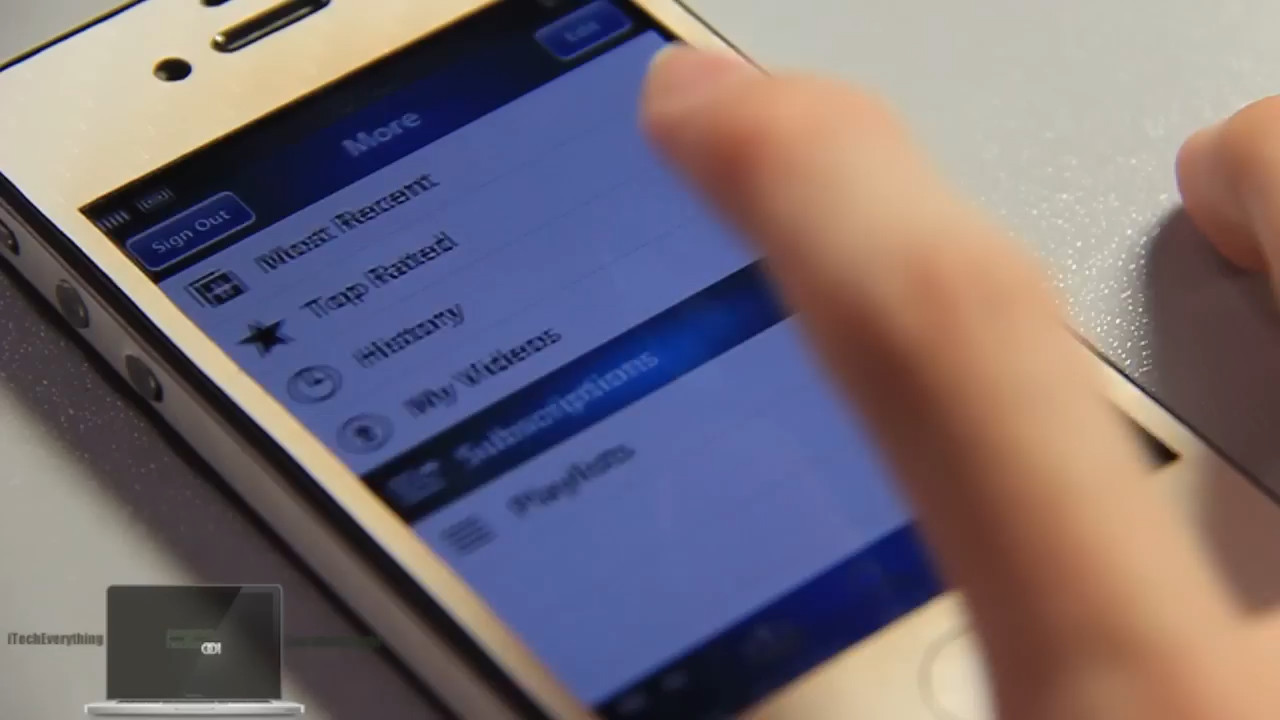 Edit
More
Sign Out
Most Recent
Top Rated
History
My Videos
Subscriptions
Playlists
iTechEverything